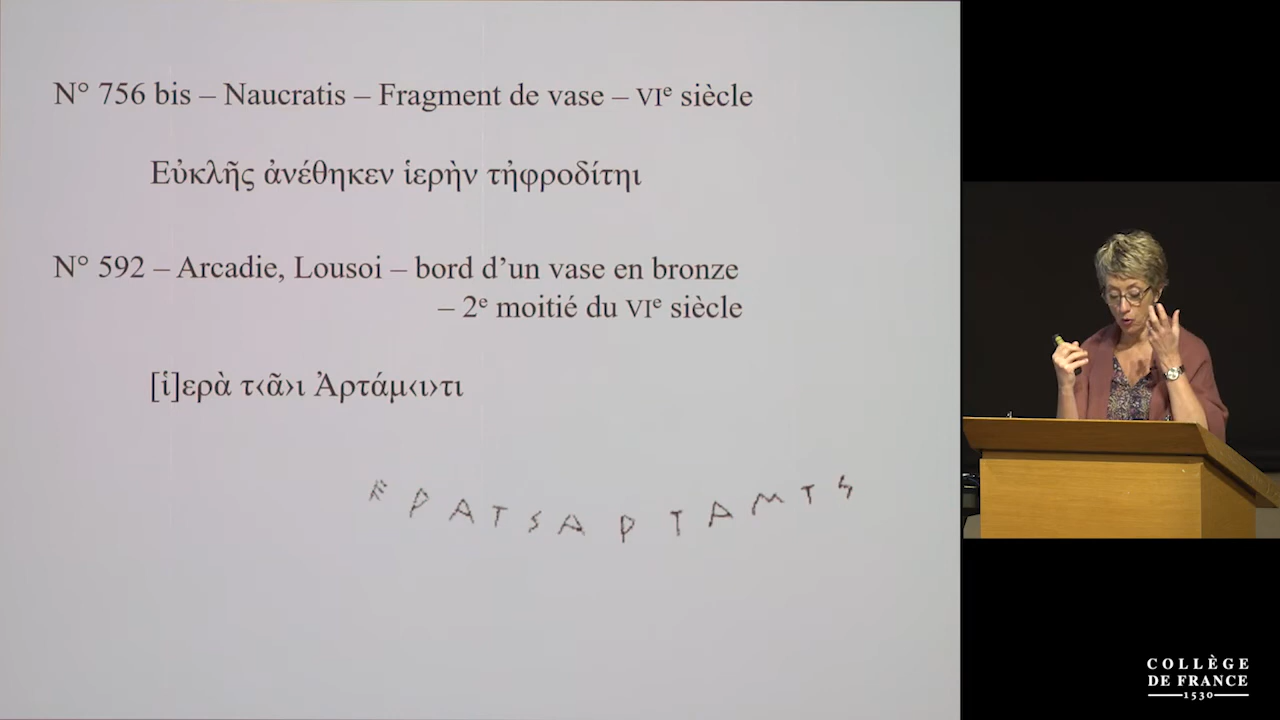 N° 756 bis – Naucratis – Fragment de vase – VIᵉ siècle
Εὐκλῆς ἀνέθηκεν ἱερὴν τἠφροδίτηι
N° 592 – Arcadie, Lousoi – bord d’un vase en bronze
– 2ᵉ moitié du VIᵉ siècle
[ἱ]ερὰ τ‹ᾶ›ι Ἀρτάμ‹ι›τι
COLLÈGE
DE FRANCE
1530